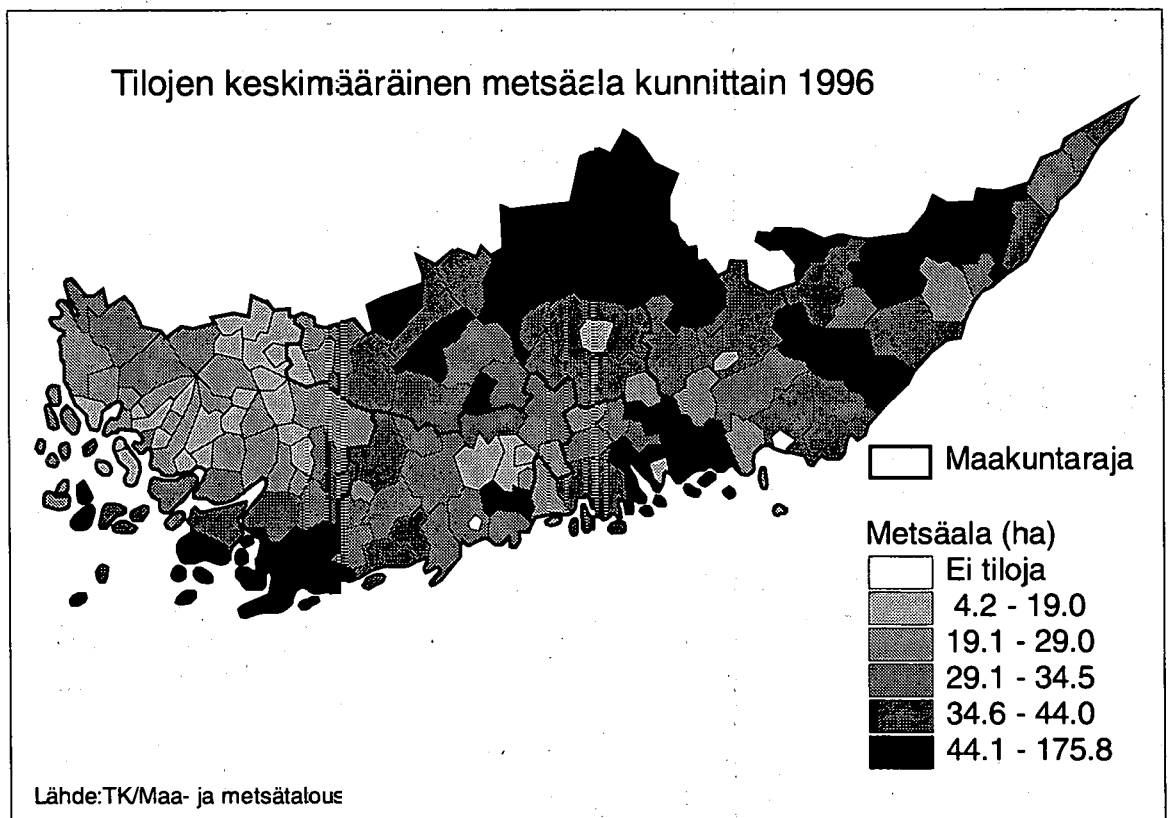 Tilojen keskimääräinen metsäala kunnittain 1996
Maakuntaraja
Metsäala (ha)
Ei tiloja
4.2 - 19.0
19.1 - 29.0
29.1 - 34.5
34.6 - 44.0
44.1 - 175.8
Lähde:TK/Maa- ja metsätalous